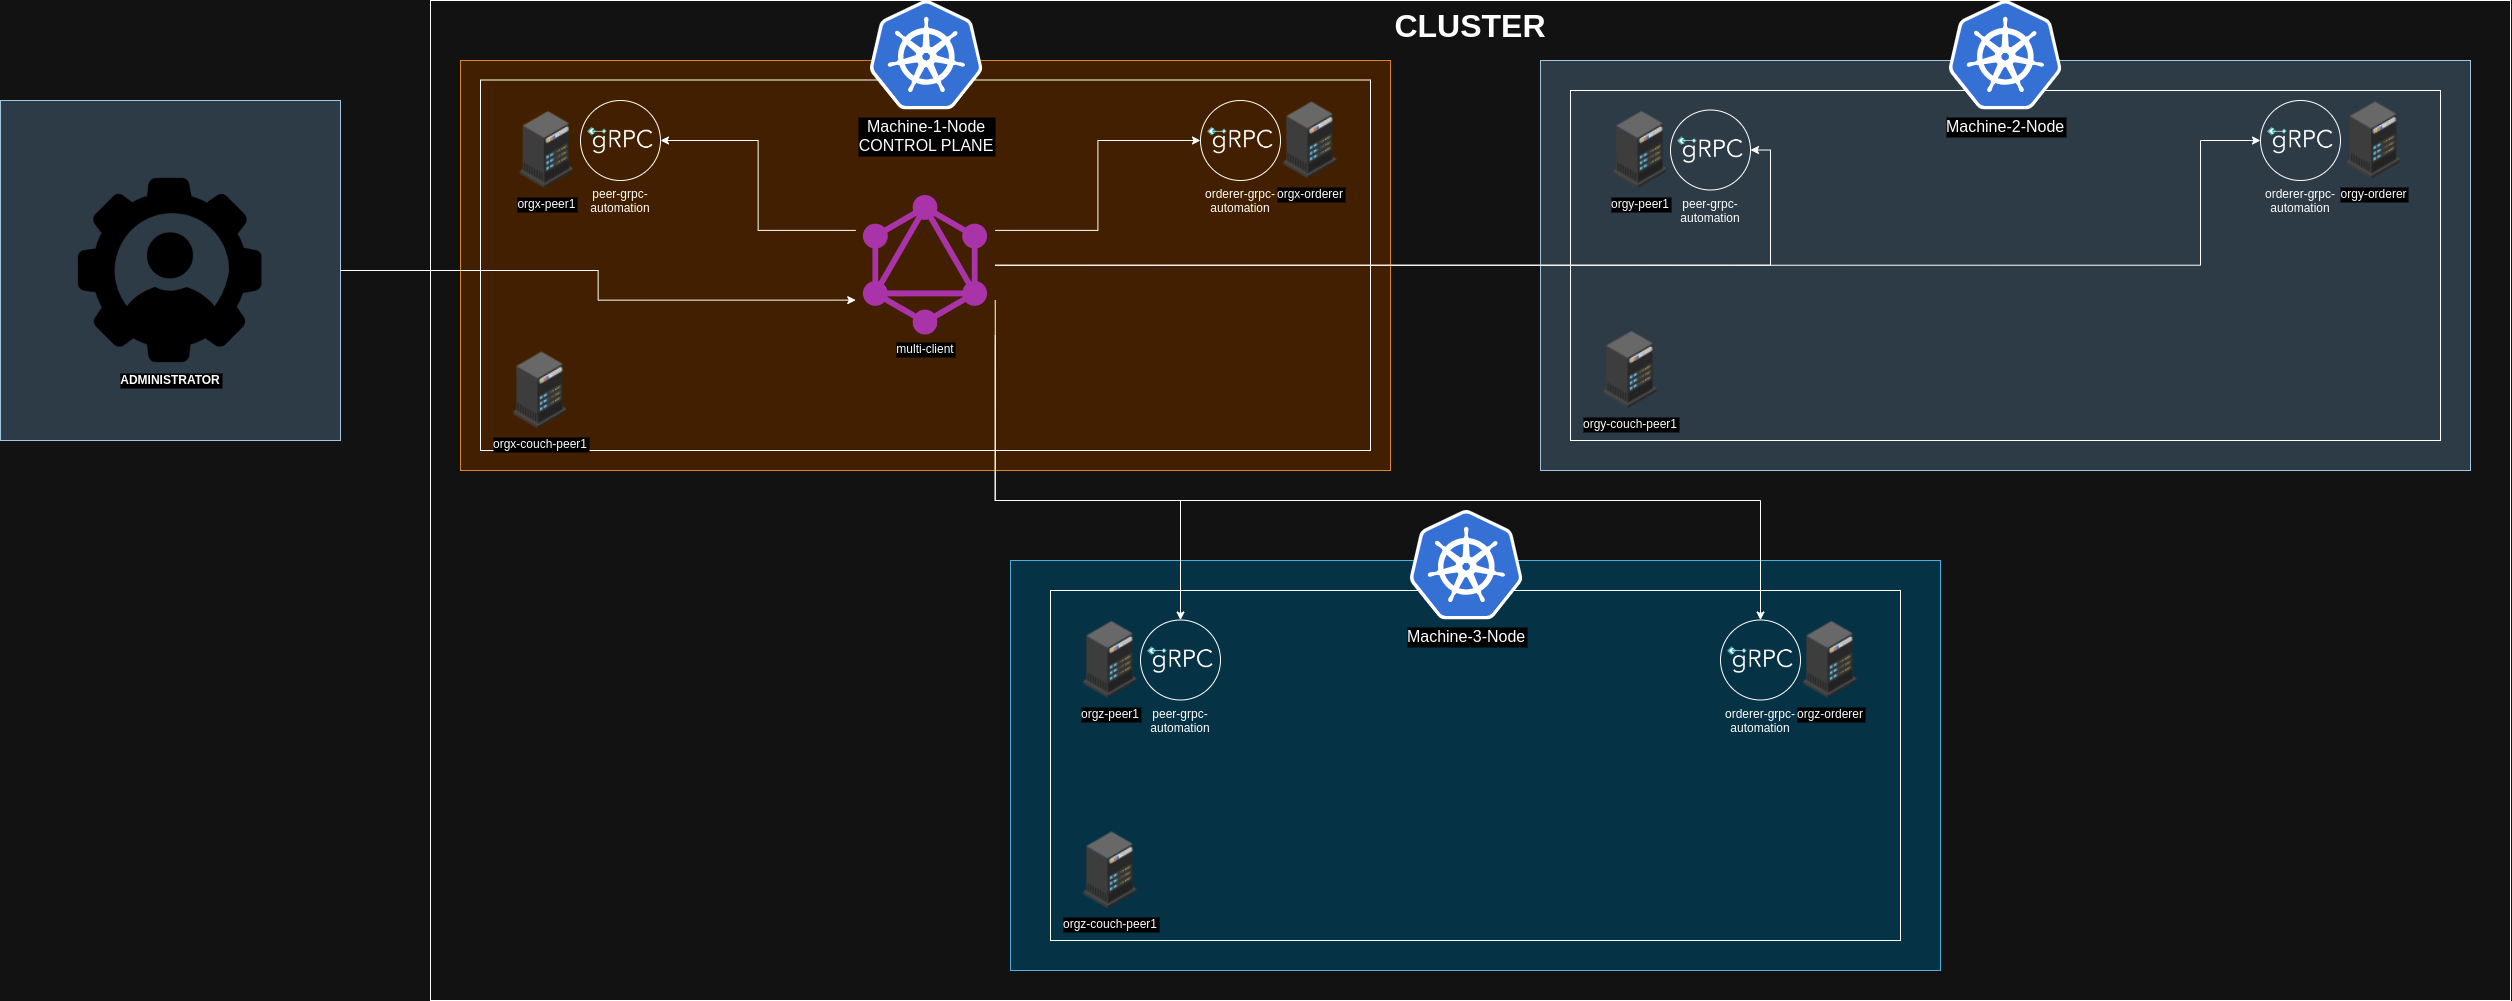 CLUSTER
Machine-1-Node
CONTROL PLANE
gRPC
orgx-peer1
peer-grpc-
automation
gRPC
orderer-grpc-
automation
orgx-orderer
multi-client
orgx-couch-peer1
ADMINISTRATOR
Machine-2-Node
gRPC
orgy-peer1
peer-grpc-
automation
gRPC
orderer-grpc-
automation
orgy-orderer
orgy-couch-peer1
Machine-3-Node
gRPC
orgz-peer1
peer-grpc-
automation
gRPC
orderer-grpc-
automation
orgz-orderer
orgz-couch-peer1